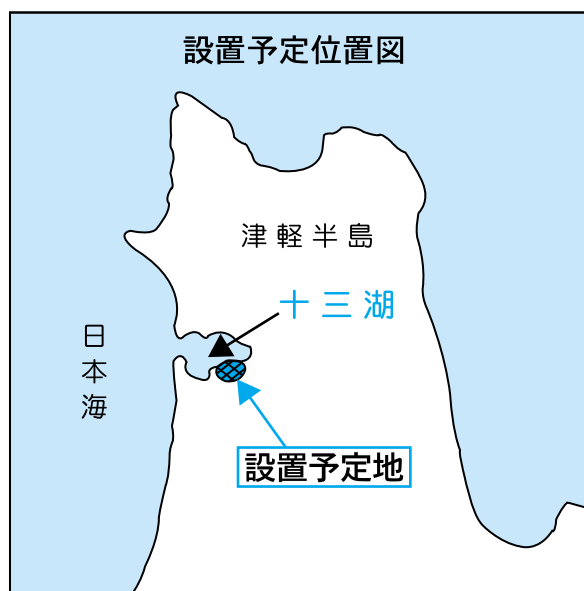 設置予定位置図
津軽半島
十三湖
日本海
設置予定地